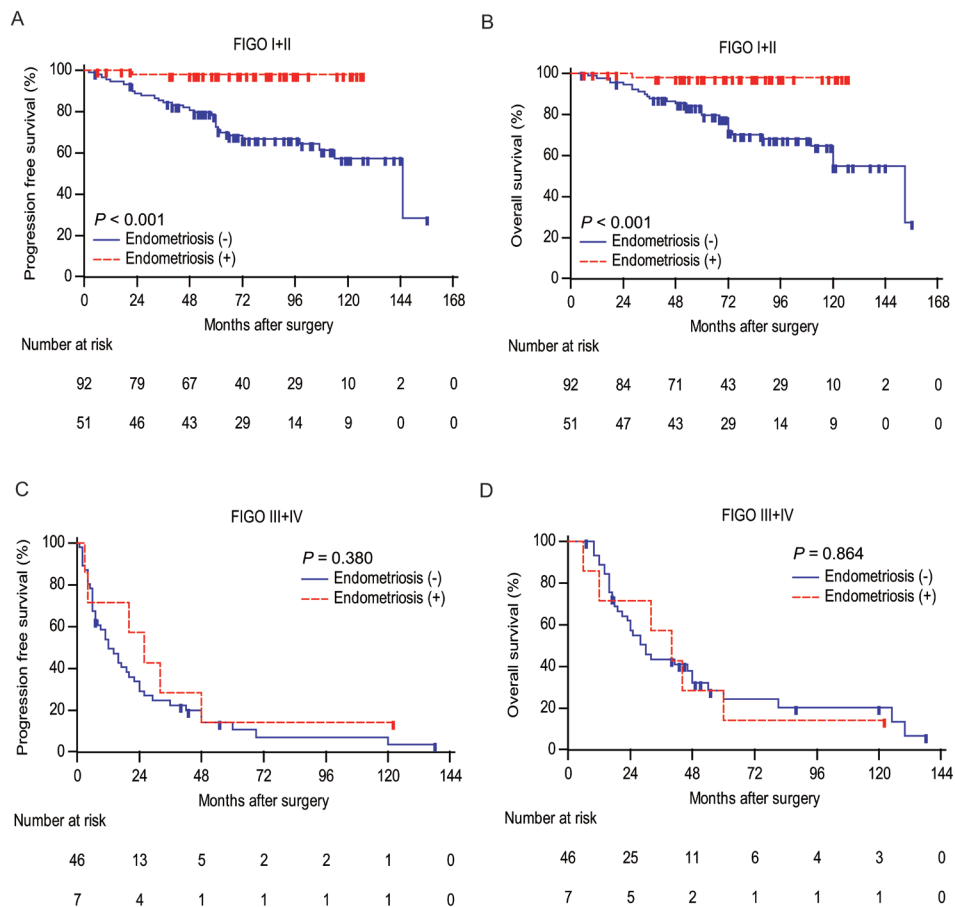 A
FIGO I+II
Progression free survival (%)
100
80
60
40
20
0
P < 0.001
Endometriosis (-)
Endometriosis (+)
0 24 48 72 96 120 144 168
Months after surgery
Number at risk
92 79 67 40 29 10 2 0
51 46 43 29 14 9 0 0
B
FIGO I+II
Overall survival (%)
100
80
60
40
20
0
P < 0.001
Endometriosis (-)
Endometriosis (+)
0 24 48 72 96 120 144 168
Months after surgery
Number at risk
92 84 71 43 29 10 2 0
51 47 43 29 14 9 0 0
C
FIGO III+IV
Progression free survival (%)
100
80
60
40
20
0
P = 0.380
Endometriosis (-)
Endometriosis (+)
0 24 48 72 96 120 144
Months after surgery
Number at risk
46 13 5 2 2 1 0
7 4 1 1 1 1 0
D
FIGO III+IV
Overall survival (%)
100
80
60
40
20
0
P = 0.864
Endometriosis (-)
Endometriosis (+)
0 24 48 72 96 120 144
Months after surgery
Number at risk
46 25 11 6 4 3 0
7 5 2 1 1 1 0